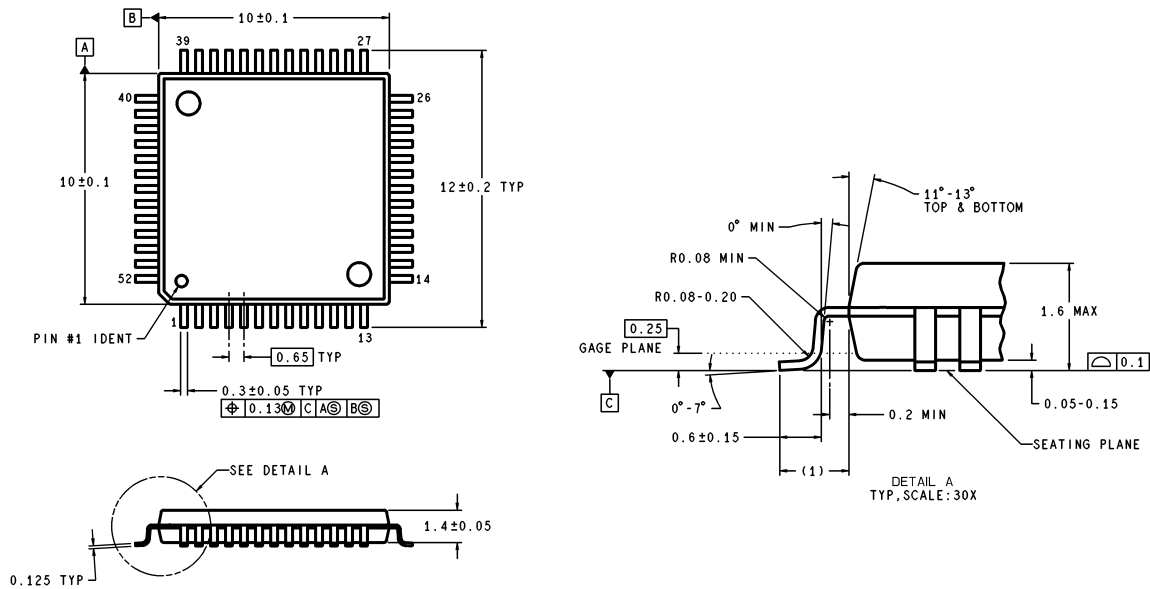 B
10±0.1
39
27
A
40
26
10±0.1
12±0.2 TYP
52
14
PIN #1 IDENT
1
13
0.65 TYP
0.3±0.05 TYP
⌖ 0.13Ⓜ C AⓈ BⓈ
SEE DETAIL A
1.4±0.05
0.125 TYP
11°-13°
TOP & BOTTOM
0° MIN
R0.08 MIN
R0.08-0.20
1.6 MAX
0.25
GAGE PLANE
⌓ 0.1
C
0°-7°
0.2 MIN
0.05-0.15
0.6±0.15
SEATING PLANE
(1)
DETAIL A
TYP,SCALE:30X